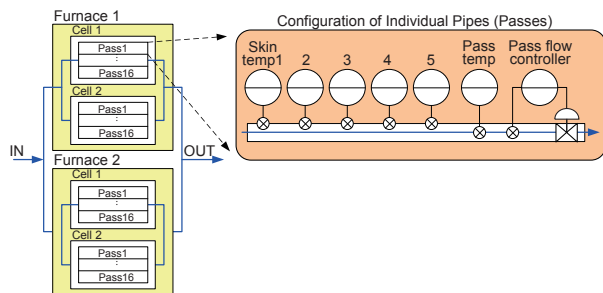 Furnace 1
Cell 1
Pass1
:
Pass16
Cell 2
Pass1
:
Pass16
IN
OUT
Furnace 2
Cell 1
Pass1
:
Pass16
Cell 2
Pass1
:
Pass16
Configuration of Individual Pipes (Passes)
Skin
temp1
2
3
4
5
Pass
temp
Pass flow
controller